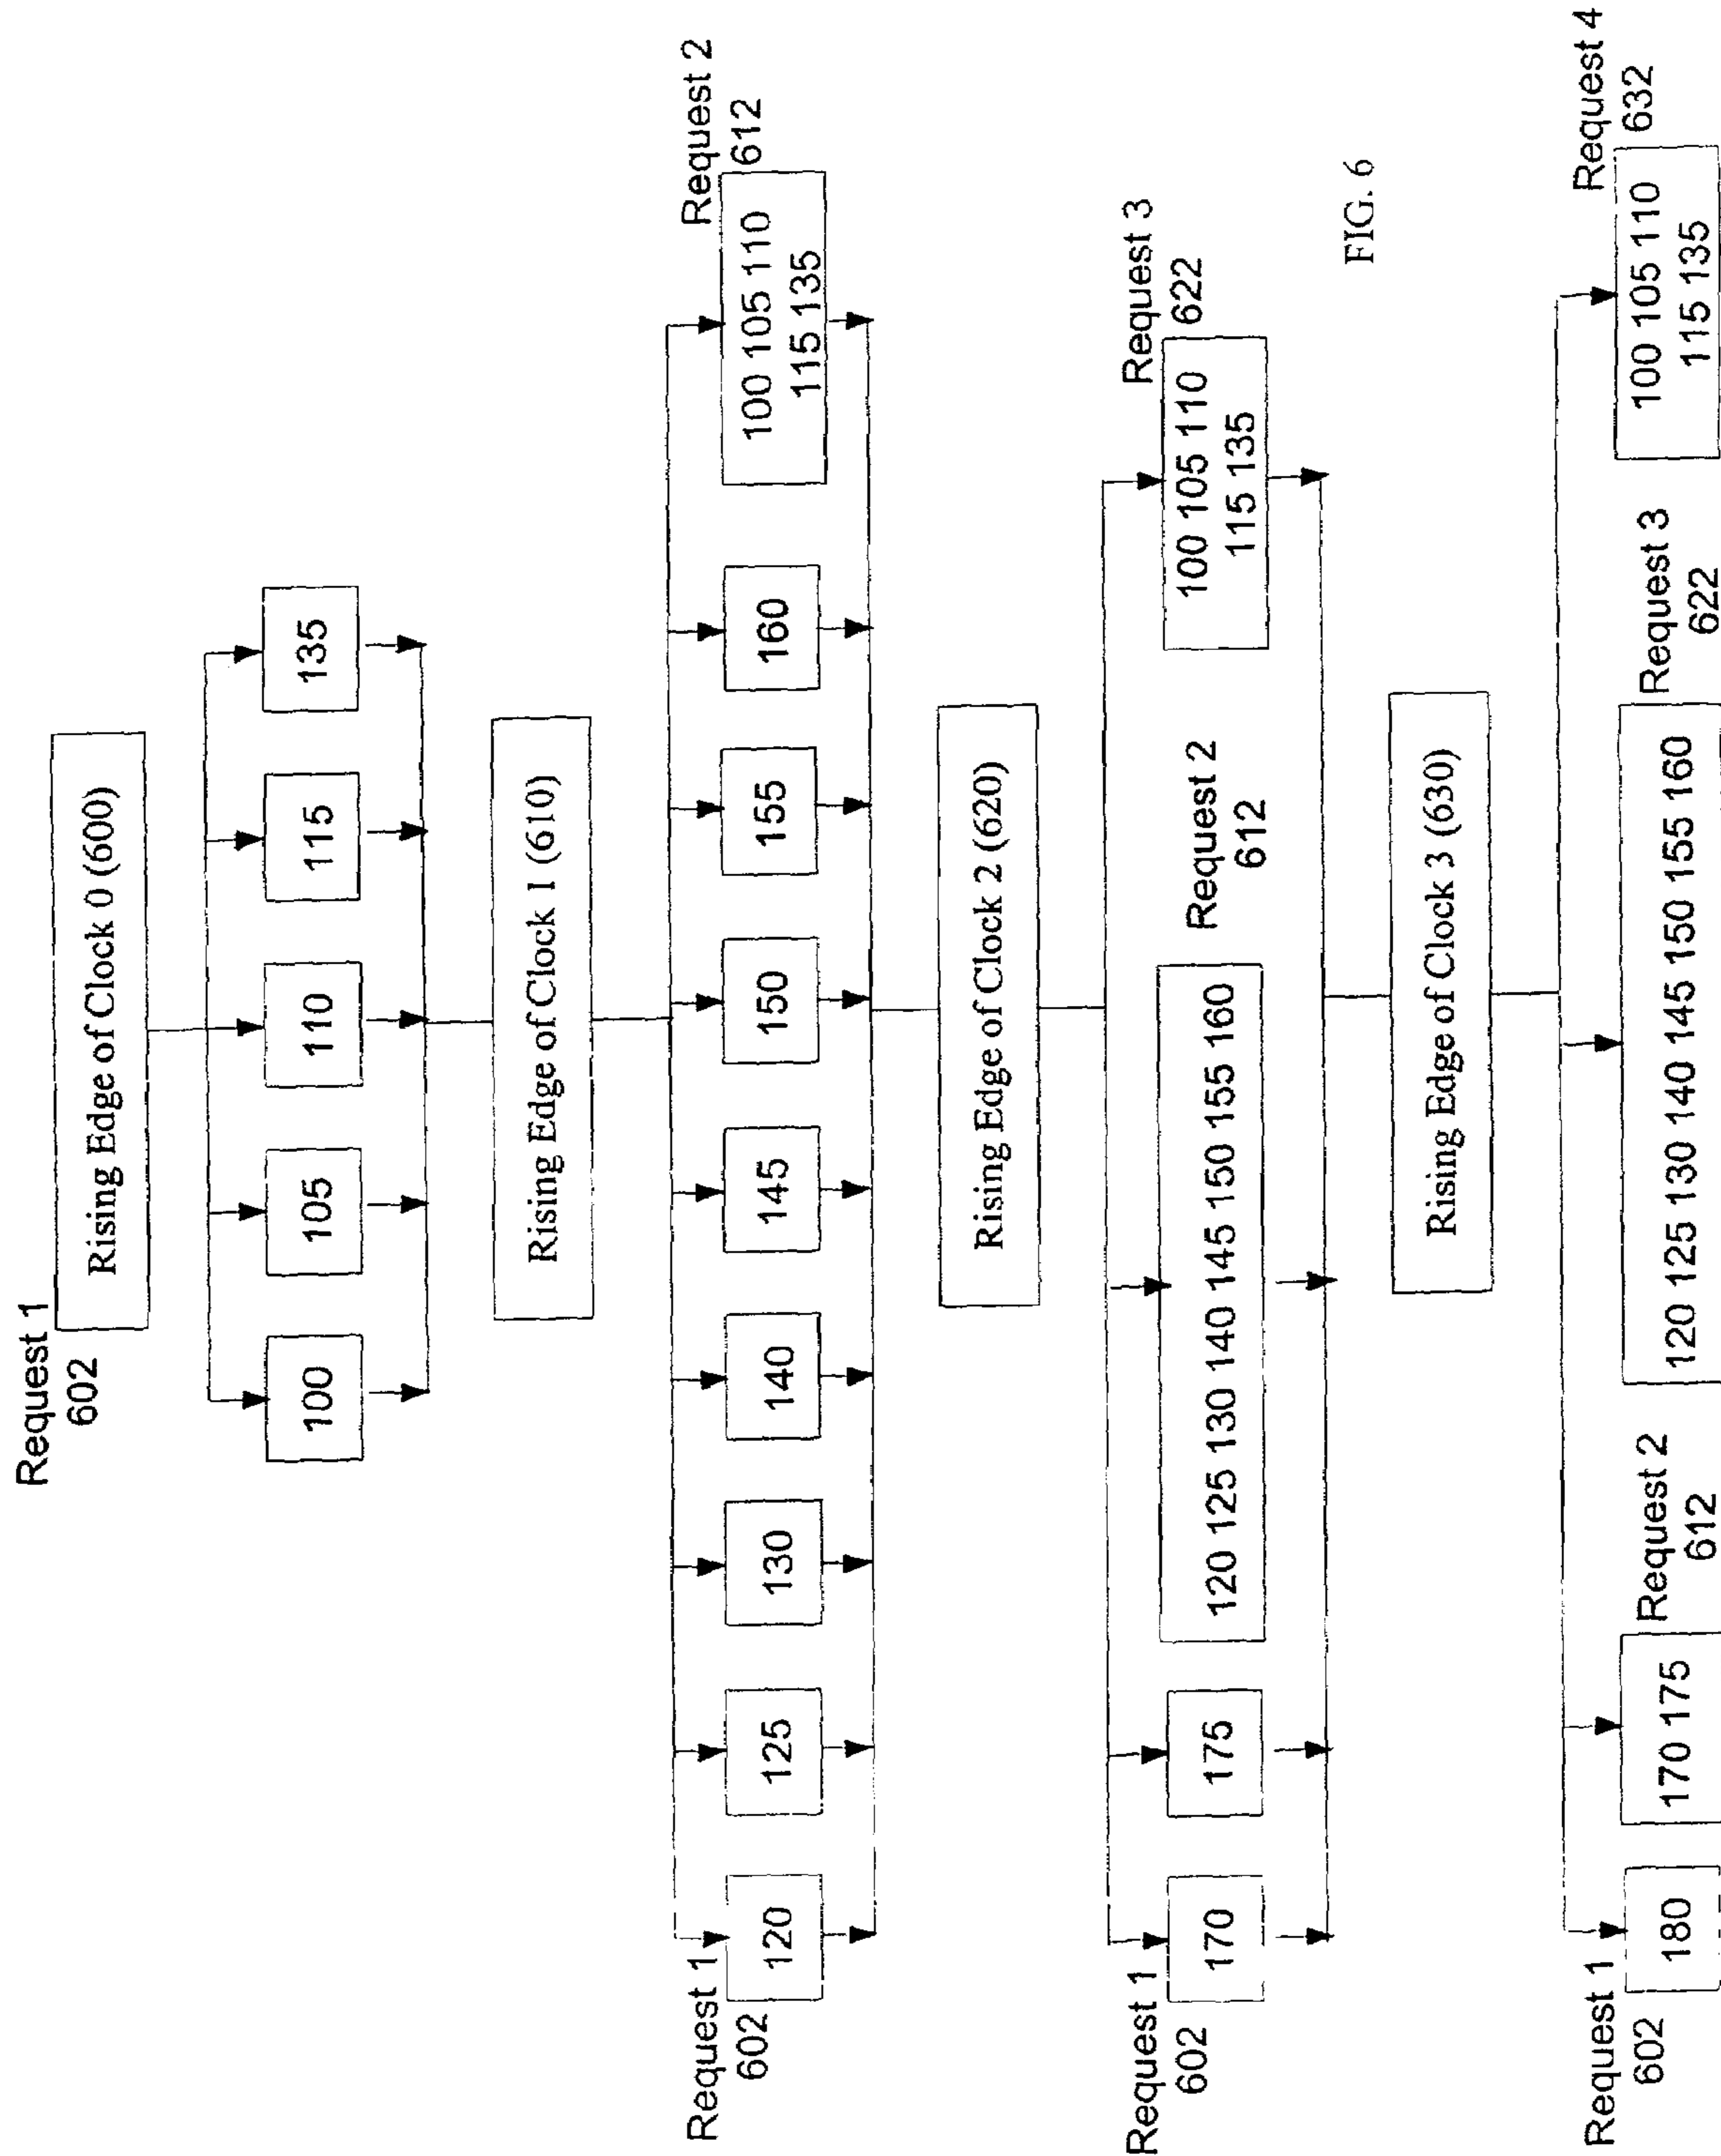 Request 1
602
Rising Edge of Clock 0 (600)
100
105
110
115
135
Rising Edge of Clock 1 (610)
Request 1
602
120
125
130
140
145
150
155
160
100 105 110
115 135
Request 2
612
Rising Edge of Clock 2 (620)
Request 1
602
170
175
120 125 130 140 145 150 155 160
Request 2
612
100 105 110
115 135
Request 3
622
Rising Edge of Clock 3 (630)
FIG. 6
Request 1
602
180
170 175
Request 2
612
120 125 130 140 145 150 155 160
Request 3
622
100 105 110
115 135
Request 4
632